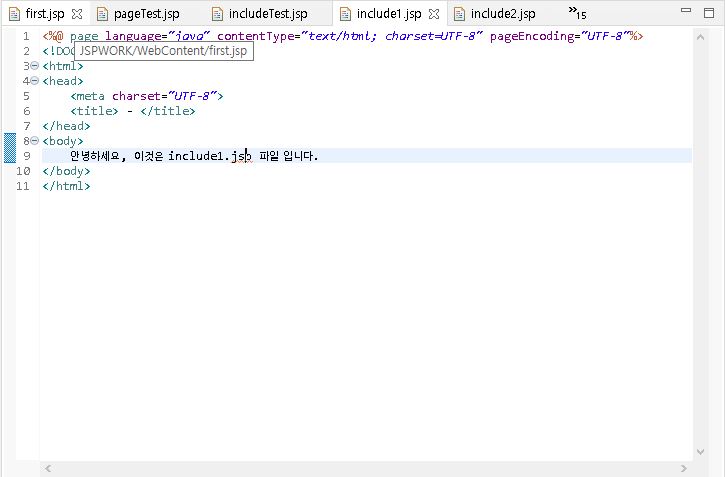 first.jsp pageTest.jsp includeTest.jsp include1.jsp include2.jsp »15
1 <%@ page language="java" contentType="text/html; charset=UTF-8" pageEncoding="UTF-8"%>
2 <!DOC
JSPWORK/WebContent/first.jsp
3 <html>
4 <head>
5 <meta charset="UTF-8">
6 <title> - </title>
7 </head>
8 <body>
9 안녕하세요, 이것은 include1.jsp 파일 입니다.
10 </body>
11 </html>